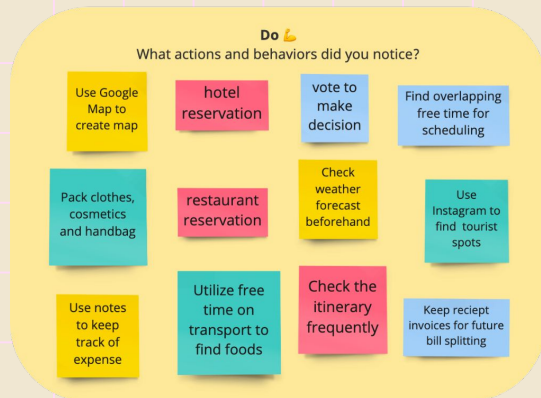 Do 💪
What actions and behaviors did you notice?
Use Google
Map to
create map
hotel
reservation
vote to
make
decision
Find overlapping
free time for
scheduling
Pack clothes,
cosmetics
and handbag
restaurant
reservation
Check
weather
forecast
beforehand
Use
Instagram to
find tourist
spots
Use notes
to keep
track of
expense
Utilize free
time on
transport to
find foods
Check the
itinerary
frequently
Keep reciept
invoices for future
bill splitting